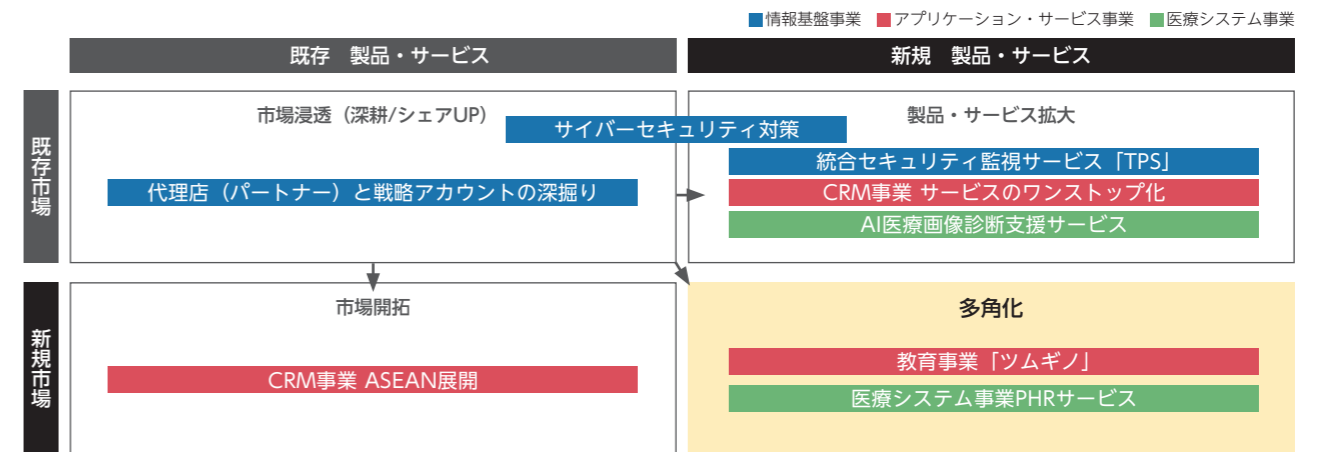 ■情報基盤事業 ■アプリケーション・サービス事業 ■医療システム事業
既存 製品・サービス
新規 製品・サービス
既存市場
市場浸透（深耕/シェアUP）
サイバーセキュリティ対策
代理店（パートナー）と戦略アカウントの深掘り
製品・サービス拡大
統合セキュリティ監視サービス「TPS」
CRM事業 サービスのワンストップ化
AI医療画像診断支援サービス
新規市場
市場開拓
CRM事業 ASEAN展開
多角化
教育事業「ツムギノ」
医療システム事業PHRサービス